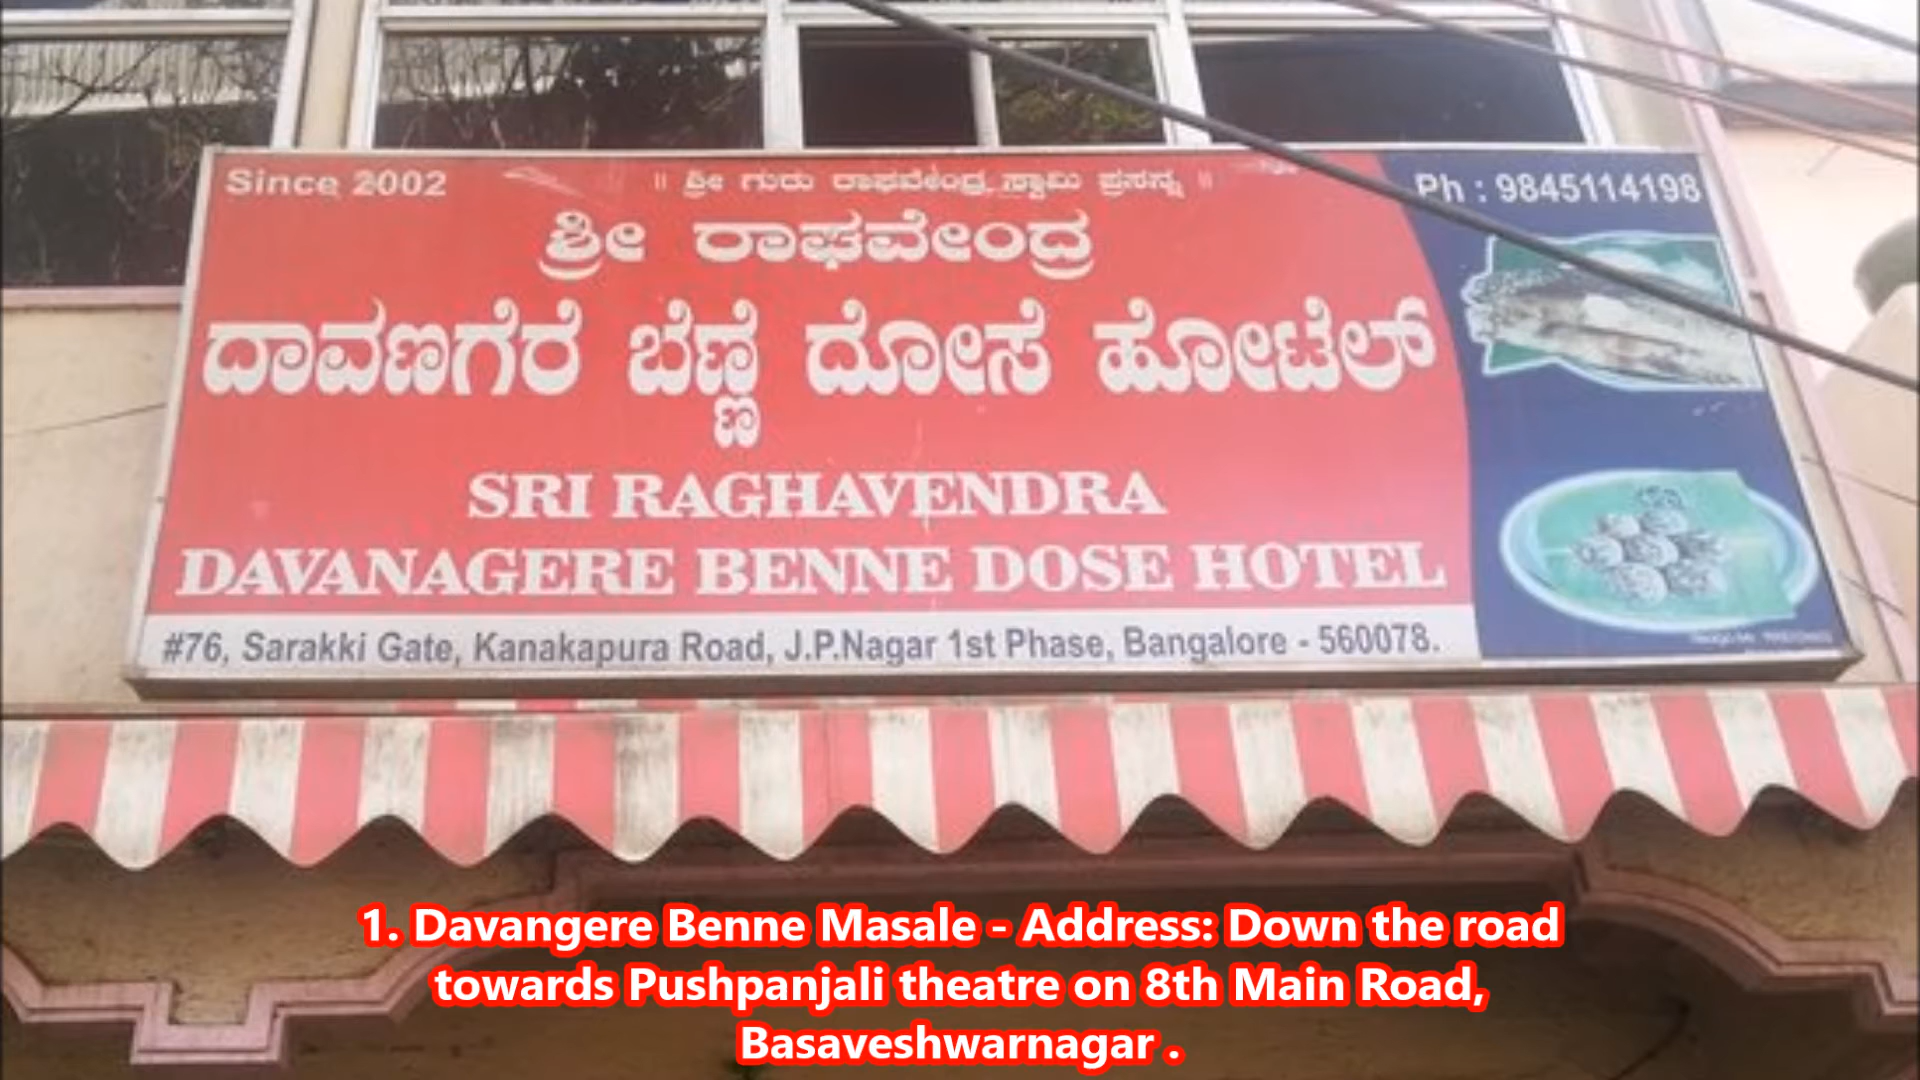 Since 2002
॥ ಶ್ರೀ ಗುರು ರಾಘವೇಂದ್ರ ಸ್ವಾಮಿ ಪ್ರಸನ್ನ ॥
Ph : 9845114198
ಶ್ರೀ ರಾಘವೇಂದ್ರ
ದಾವಣಗೆರೆ ಬೆಣ್ಣೆ ದೋಸೆ ಹೋಟೆಲ್
SRI RAGHAVENDRA
DAVANAGERE BENNE DOSE HOTEL
#76, Sarakki Gate, Kanakapura Road, J.P.Nagar 1st Phase, Bangalore - 560078.
1. Davangere Benne Masale - Address: Down the road
towards Pushpanjali theatre on 8th Main Road,
Basaveshwarnagar .